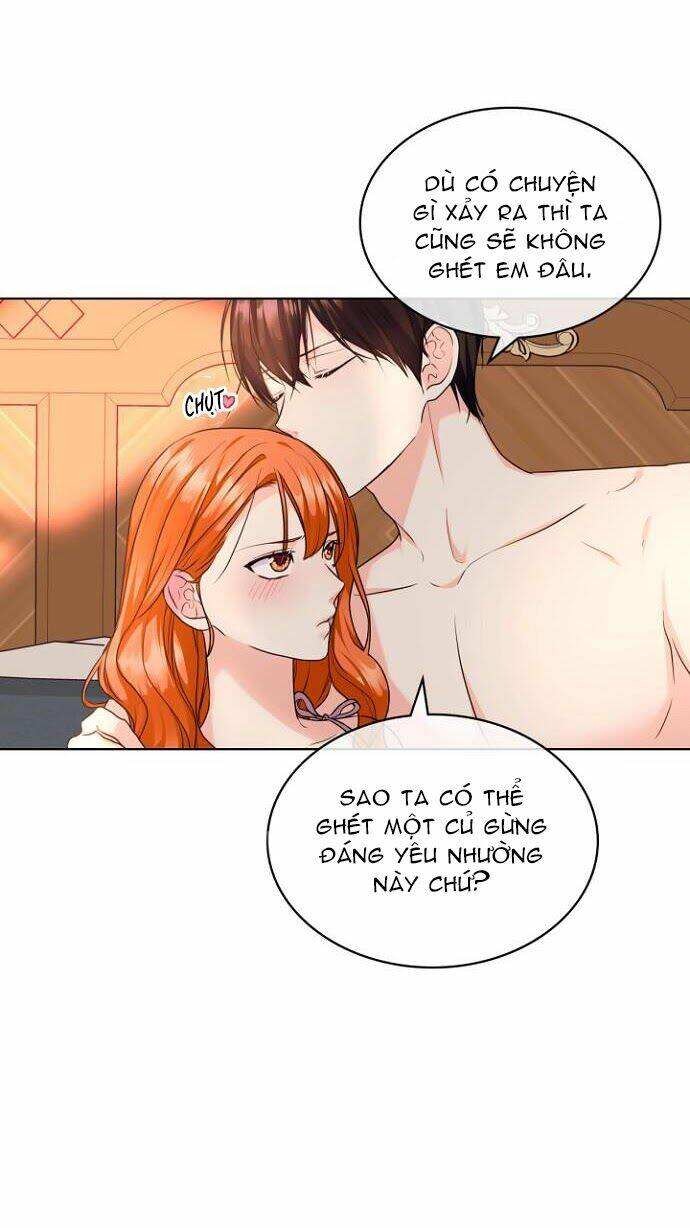 DÙ CÓ CHUYỆN
GÌ XẢY RA THÌ TA
CŨNG SẼ KHÔNG
GHÉT EM ĐÂU.
CHỤT
SAO TA CÓ THỂ
GHÉT MỘT CỦ GỪNG
ĐÁNG YÊU NHƯỜNG
NÀY CHỨ?